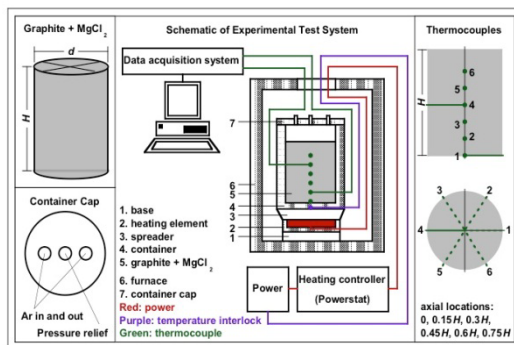 Graphite + MgCl2
d
H
Container Cap
Ar in and out
Pressure relief
Schematic of Experimental Test System
Data acquisition system
7
6
5
4
3
2
1
1. base
2. heating element
3. spreader
4. container
5. graphite + MgCl2
6. furnace
7. container cap
Red: power
Purple: temperature interlock
Green: thermocouple
Power
Heating controller
(Powerstat)
Thermocouples
H
6
5
4
3
2
1
3 2
4 1
5 6
axial locations:
0, 0.15H, 0.3H,
0.45H, 0.6H, 0.75H